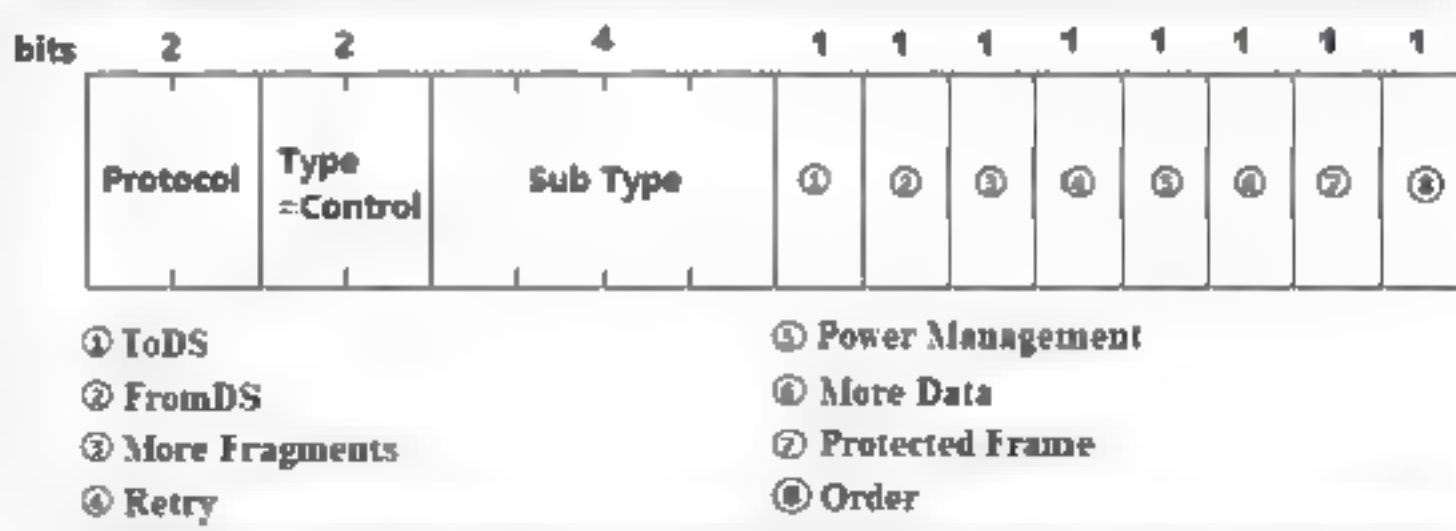 bits 2 2 4 1 1 1 1 1 1 1 1
Protocol Type =Control Sub Type ① ② ③ ④ ⑤ ⑥ ⑦ ⑧
① ToDS
② FromDS
③ More Fragments
④ Retry
⑤ Power Management
⑥ More Data
⑦ Protected Frame
⑧ Order